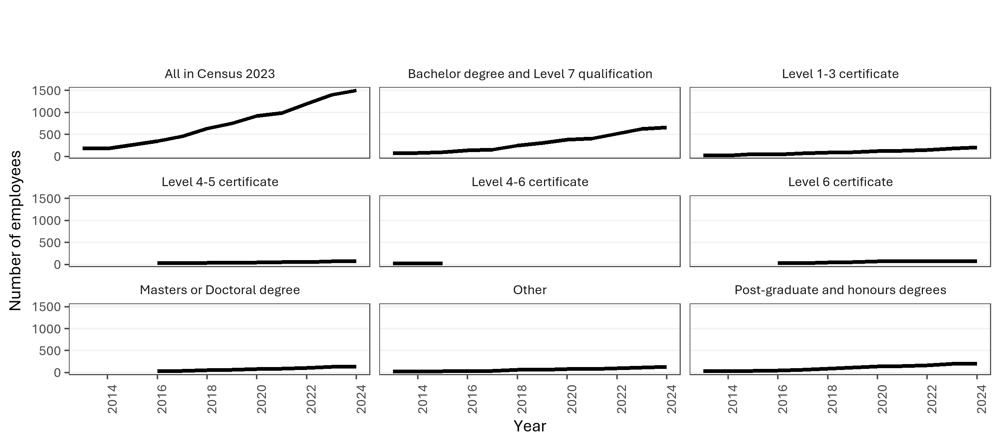 All in Census 2023
Bachelor degree and Level 7 qualification
Level 1-3 certificate
1500
1000
500
0
Level 4-5 certificate
Level 4-6 certificate
Level 6 certificate
1500
1000
500
0
Masters or Doctoral degree
Other
Post-graduate and honours degrees
1500
1000
500
0
2014 2016 2018 2020 2022 2024
2014 2016 2018 2020 2022 2024
2014 2016 2018 2020 2022 2024
Year
Number of employees